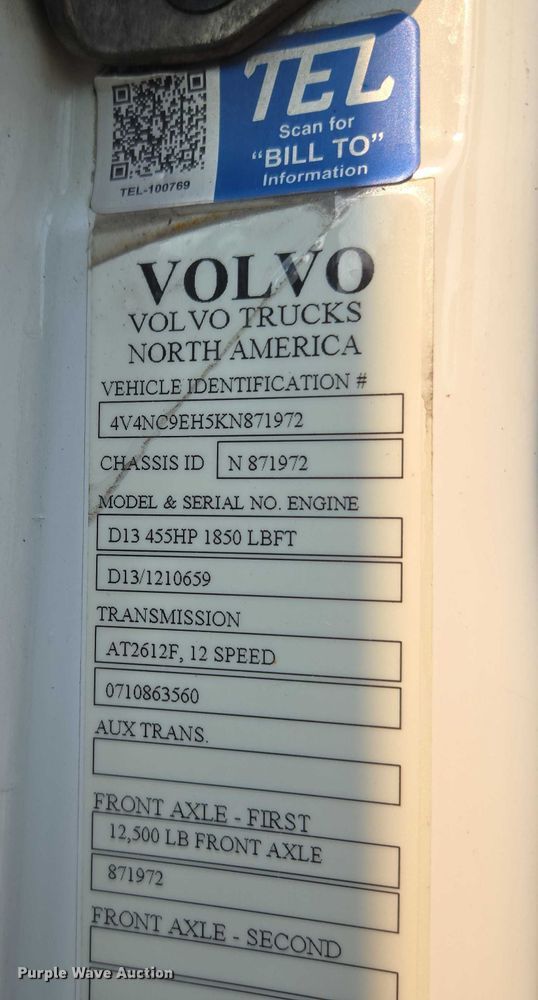 TEL
Scan for
"BILL TO"
Information
TEL-100769
VOLVO
VOLVO TRUCKS
NORTH AMERICA
VEHICLE IDENTIFICATION #
4V4NC9EH5KN871972
CHASSIS ID N 871972
MODEL & SERIAL NO. ENGINE
D13 455HP 1850 LBFT
D13/1210659
TRANSMISSION
AT2612F, 12 SPEED
0710863560
AUX TRANS.
FRONT AXLE - FIRST
12,500 LB FRONT AXLE
871972
FRONT AXLE - SECOND
Purple Wave Auction